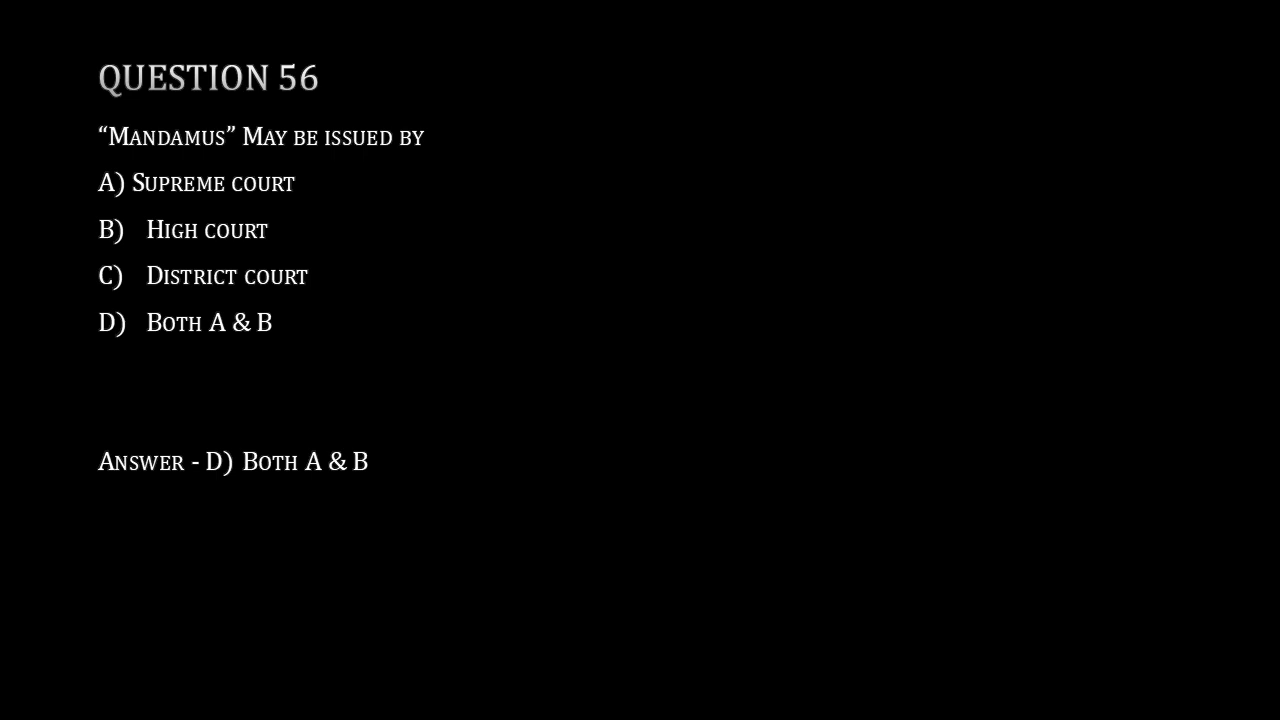 QUESTION 56
“Mandamus” May be issued by
A) Supreme court
B) High court
C) District court
D) Both A & B
Answer - D) Both A & B